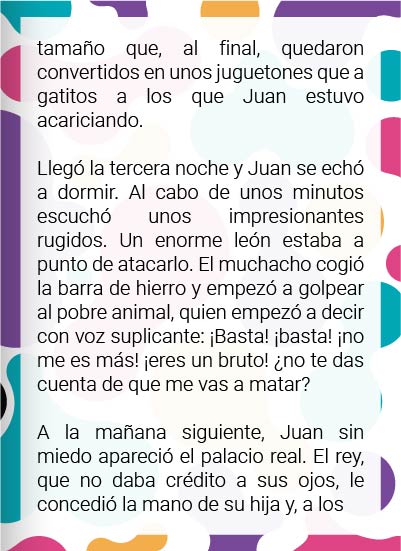 tamaño que, al final, quedaron
convertidos en unos juguetones que a
gatitos a los que Juan estuvo
acariciando.
Llegó la tercera noche y Juan se echó
a dormir. Al cabo de unos minutos
escuchó unos impresionantes
rugidos. Un enorme león estaba a
punto de atacarlo. El muchacho cogió
la barra de hierro y empezó a golpear
al pobre animal, quien empezó a decir
con voz suplicante: ¡Basta! ¡basta! ¡no
me es más! ¡eres un bruto! ¿no te das
cuenta de que me vas a matar?
A la mañana siguiente, Juan sin
miedo apareció el palacio real. El rey,
que no daba crédito a sus ojos, le
concedió la mano de su hija y, a los